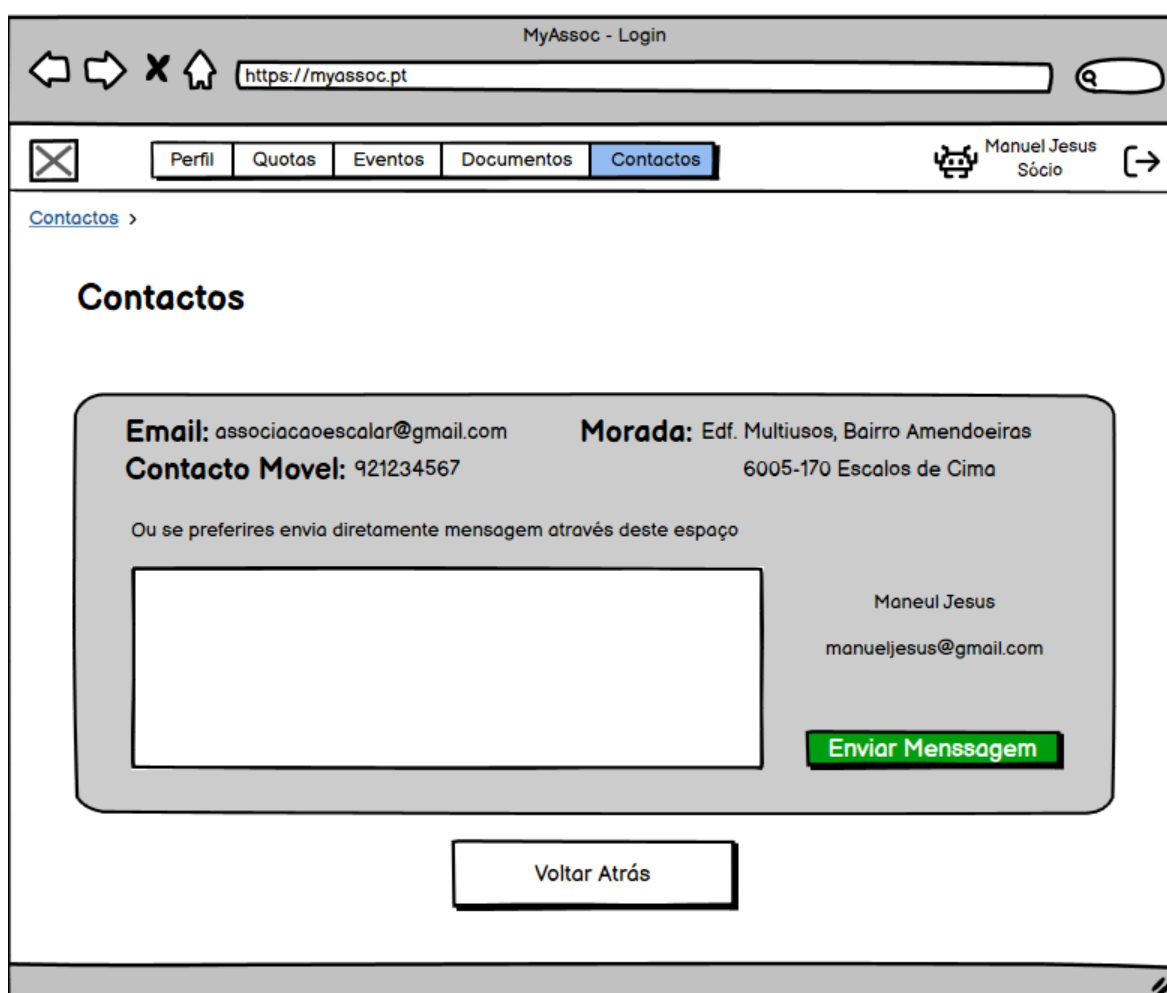 MyAssoc - Login
https://myassoc.pt
Perfil Quotas Eventos Documentos Contactos
Manuel Jesus
Sócio
Contactos >
Contactos
Email: associacaoescalar@gmail.com Morada: Edf. Multiusos, Bairro Amendoeiras
Contacto Movel: 921234567 6005-170 Escalos de Cima
Ou se preferires envia diretamente mensagem através deste espaço
Maneul Jesus
manueljesus@gmail.com
Enviar Menssagem
Voltar Atrás